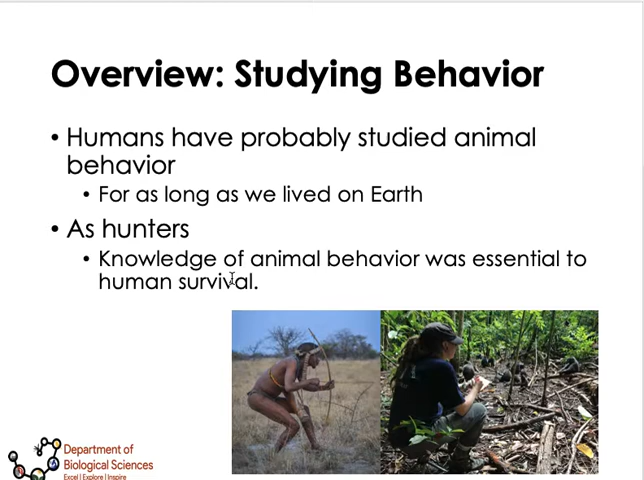 Overview: Studying Behavior
• Humans have probably studied animal
behavior
• For as long as we lived on Earth
• As hunters
• Knowledge of animal behavior was essential to
human survival.
Department of
Biological Sciences
Excel | Explore | Inspire